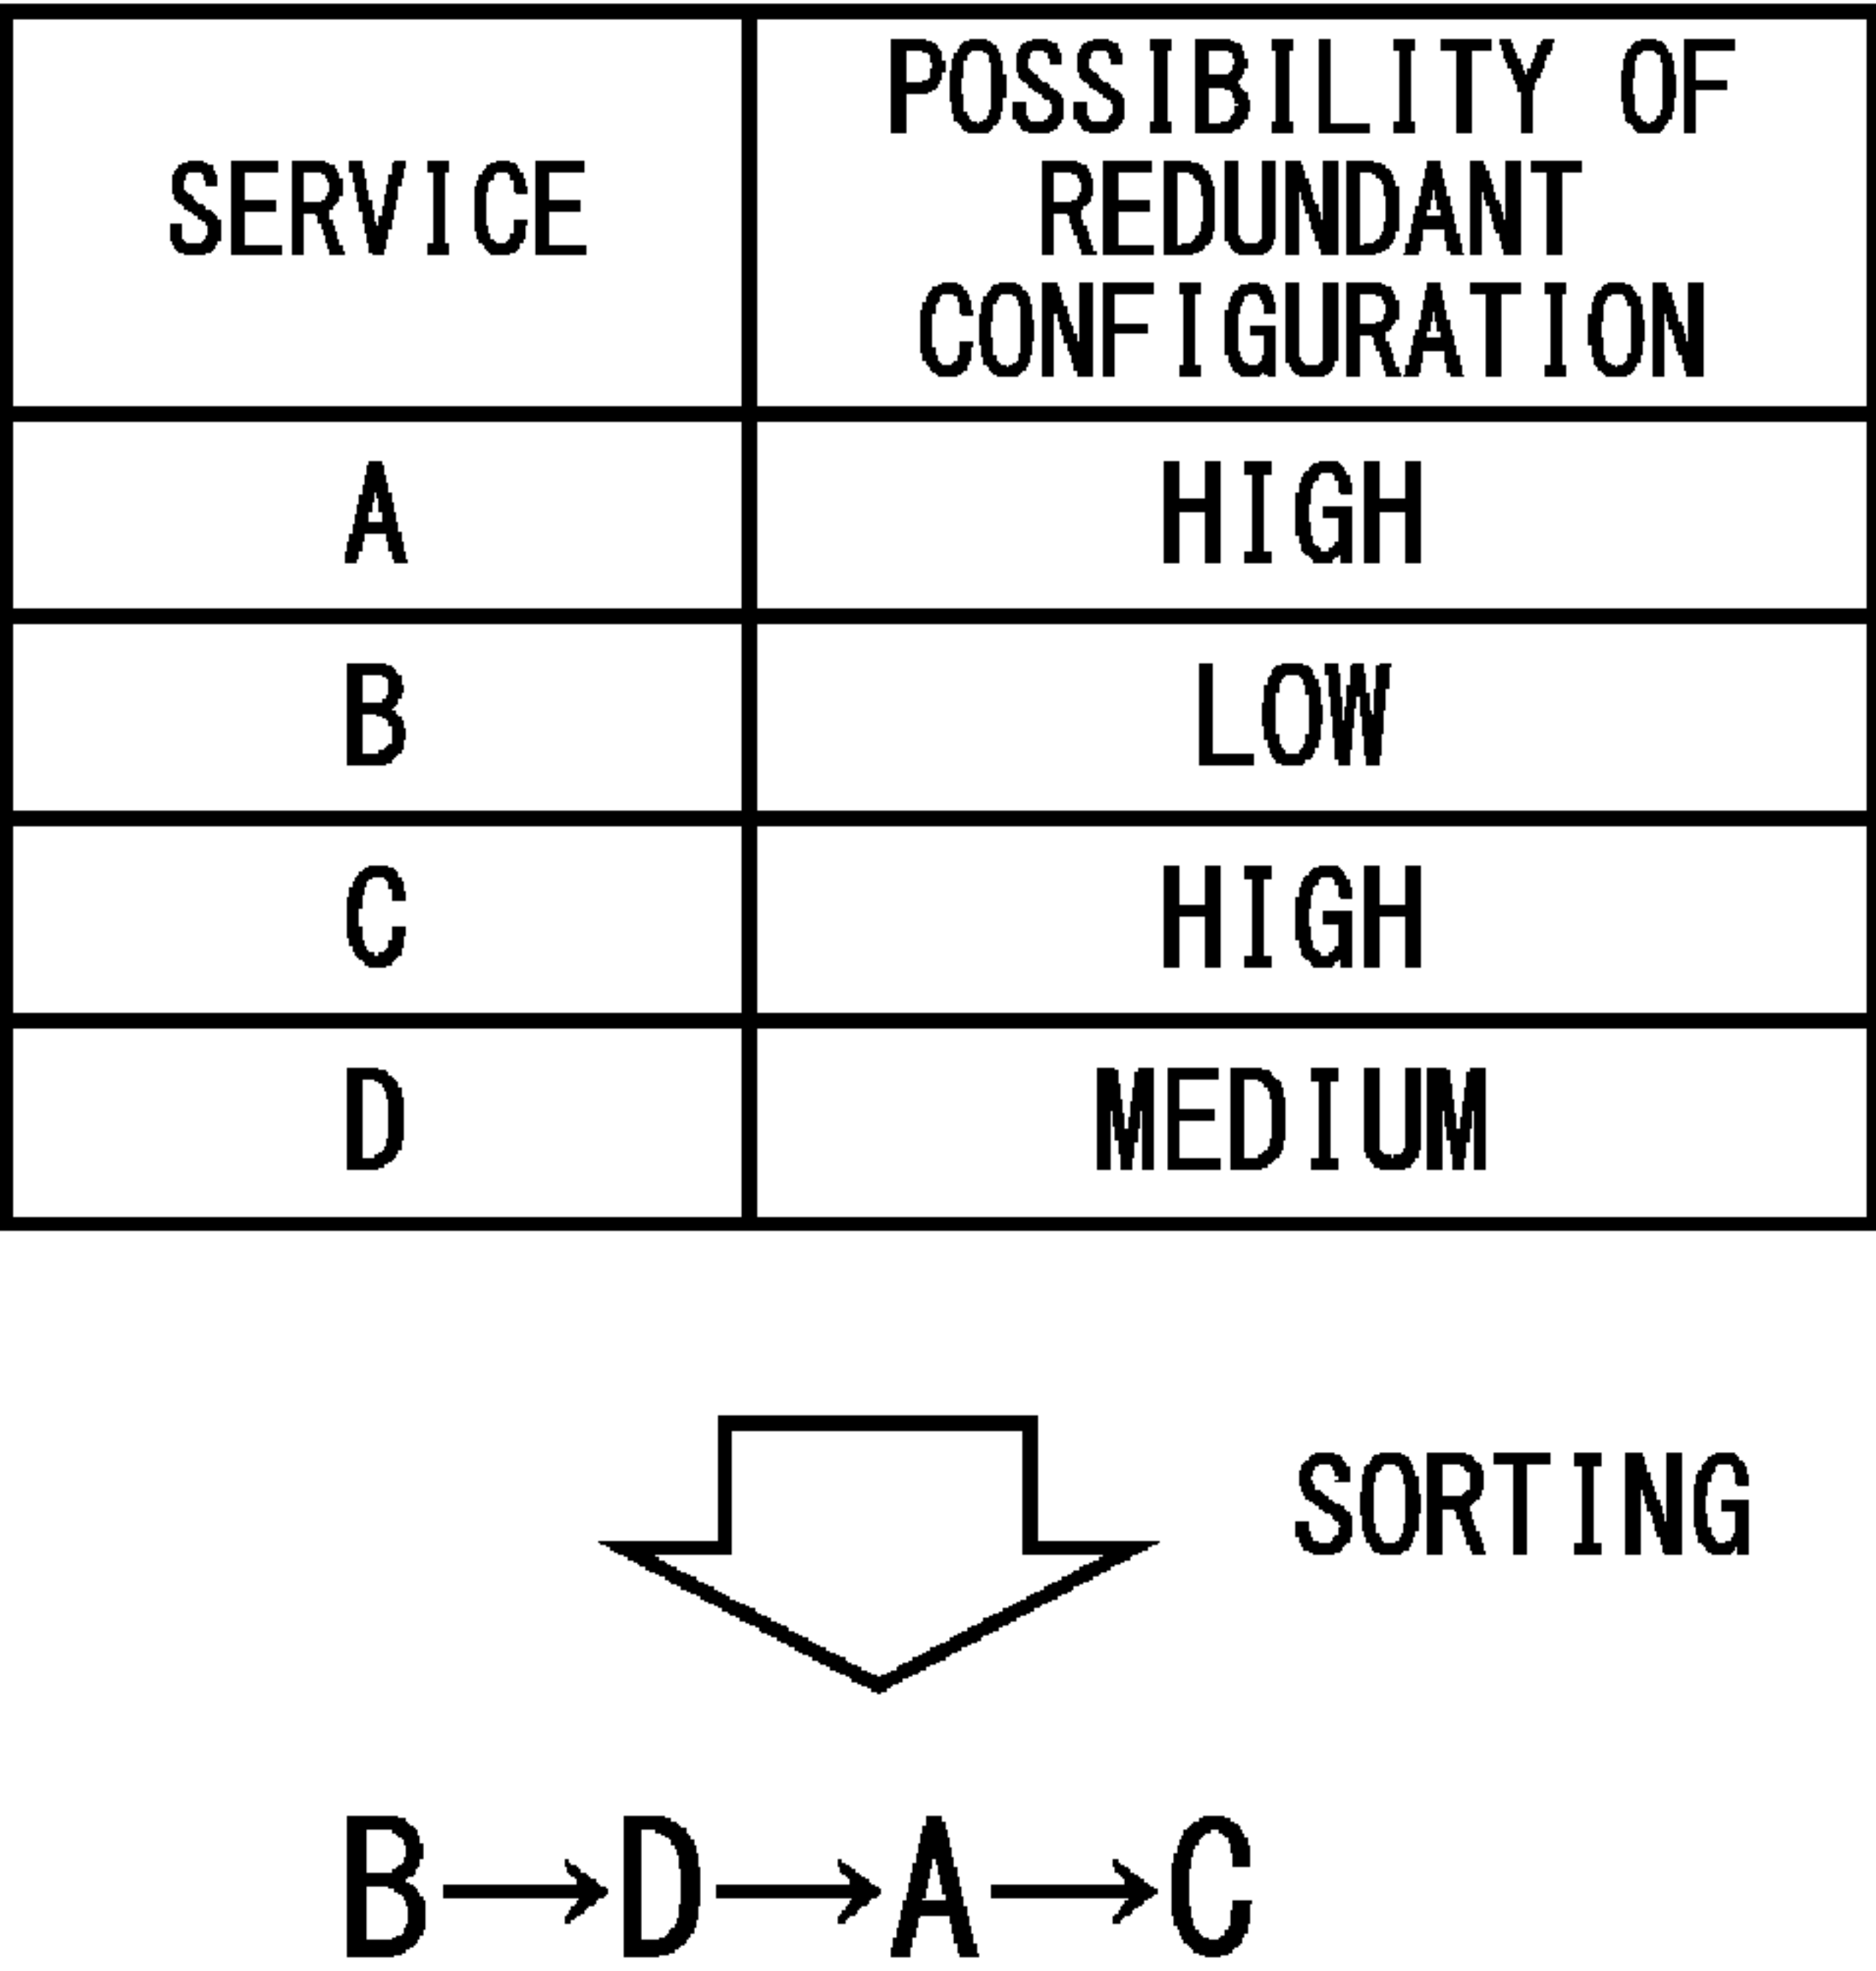 SERVICE
POSSIBILITY OF
REDUNDANT
CONFIGURATION
A HIGH
B LOW
C HIGH
D MEDIUM
SORTING
B→D→A→C